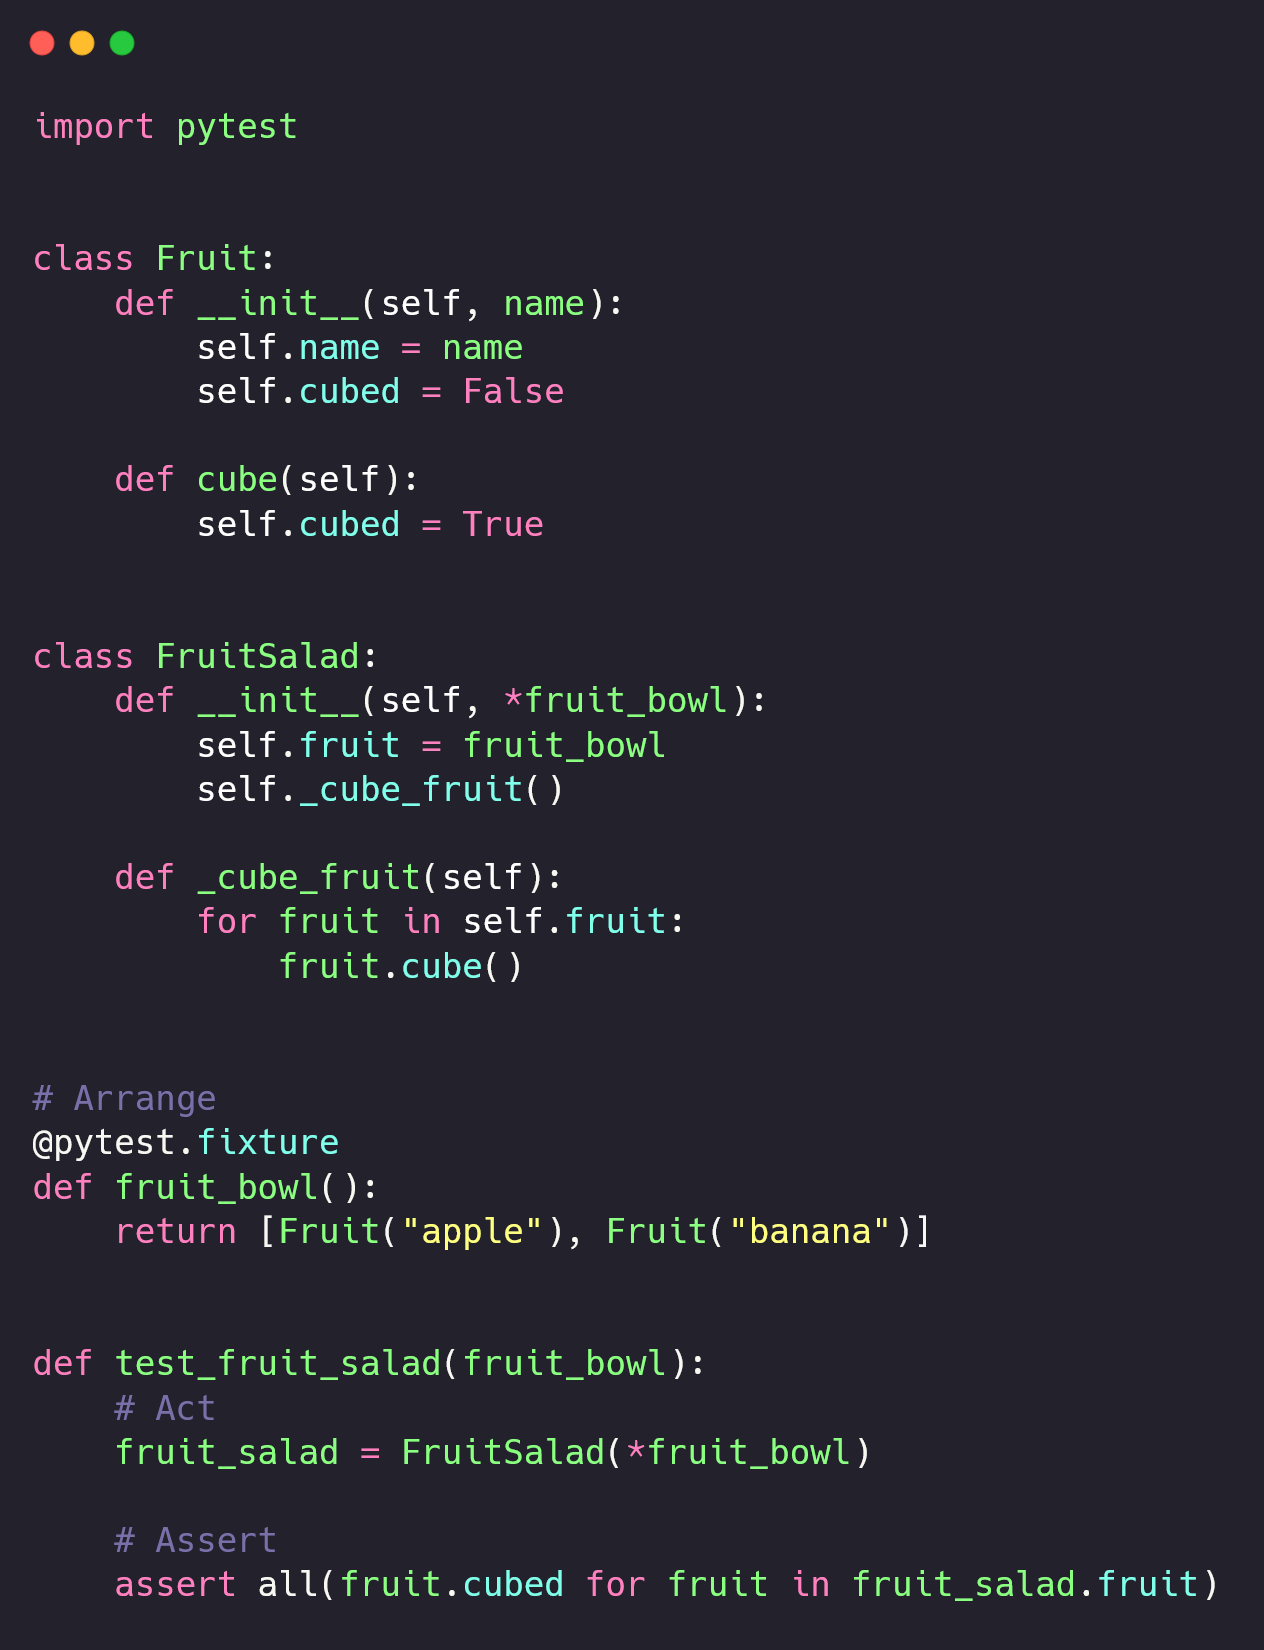 import pytest


class Fruit:
    def __init__(self, name):
        self.name = name
        self.cubed = False

    def cube(self):
        self.cubed = True


class FruitSalad:
    def __init__(self, *fruit_bowl):
        self.fruit = fruit_bowl
        self._cube_fruit()

    def _cube_fruit(self):
        for fruit in self.fruit:
            fruit.cube()


# Arrange
@pytest.fixture
def fruit_bowl():
    return [Fruit("apple"), Fruit("banana")]


def test_fruit_salad(fruit_bowl):
    # Act
    fruit_salad = FruitSalad(*fruit_bowl)

    # Assert
    assert all(fruit.cubed for fruit in fruit_salad.fruit)